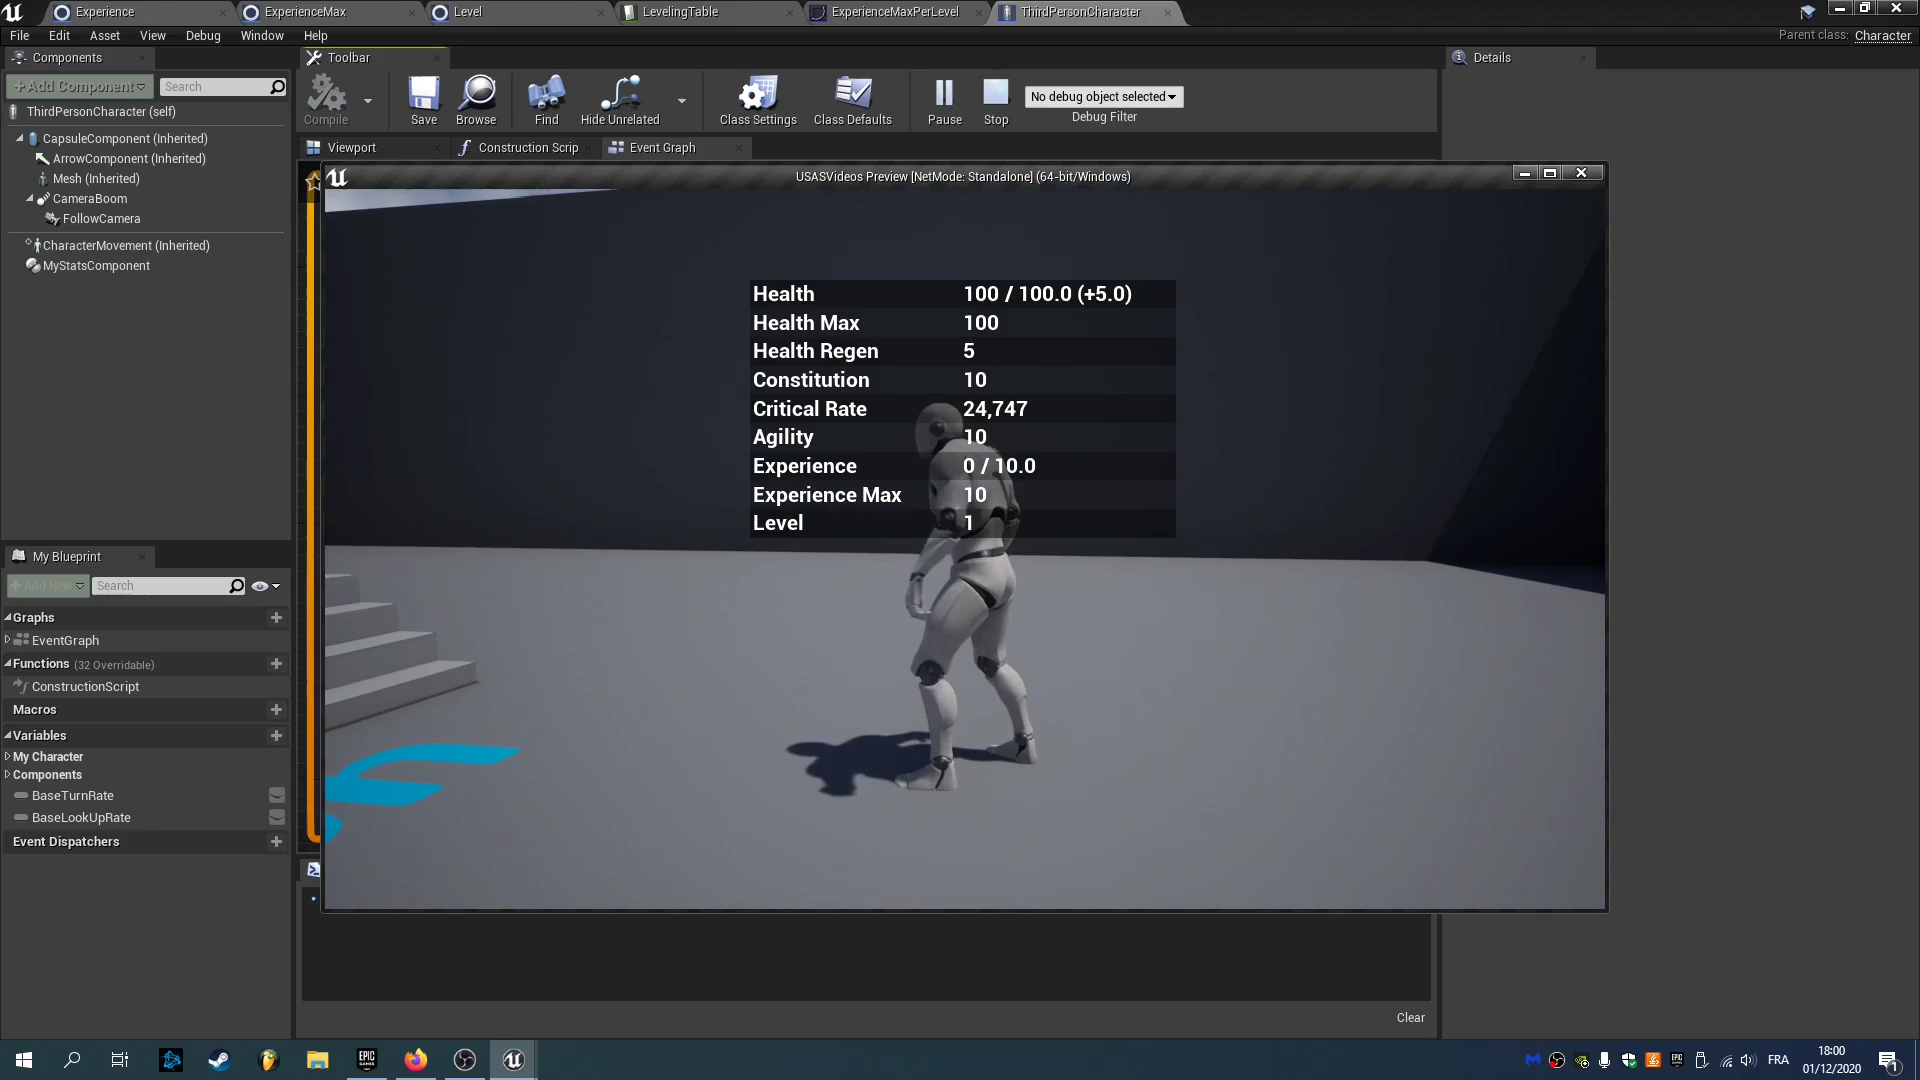 Experience
ExperienceMax
Level
LevelingTable
ExperienceMaxPerLevel
ThirdPersonCharacter
File Edit Asset View Debug Window Help
Parent class: Character
Components
Toolbar
Details
+Add Component
Search
ThirdPersonCharacter (self)
CapsuleComponent (Inherited)
ArrowComponent (Inherited)
Mesh (Inherited)
CameraBoom
FollowCamera
CharacterMovement (Inherited)
MyStatsComponent
Compile
Save
Browse
Find
Hide Unrelated
Class Settings
Class Defaults
Pause
Stop
No debug object selected
Debug Filter
Viewport
Construction Scrip
Event Graph
USASVideos Preview [NetMode: Standalone] (64-bit/Windows)
Health 100 / 100.0 (+5.0)
Health Max 100
Health Regen 5
Constitution 10
Critical Rate 24,747
Agility 10
Experience 0 / 10.0
Experience Max 10
Level 1
My Blueprint
+Add New
Search
Graphs
EventGraph
Functions (32 Overridable)
ConstructionScript
Macros
Variables
My Character
Components
BaseTurnRate
BaseLookUpRate
Event Dispatchers
Clear
EPIC GAMES
FRA
18:00
01/12/2020
1